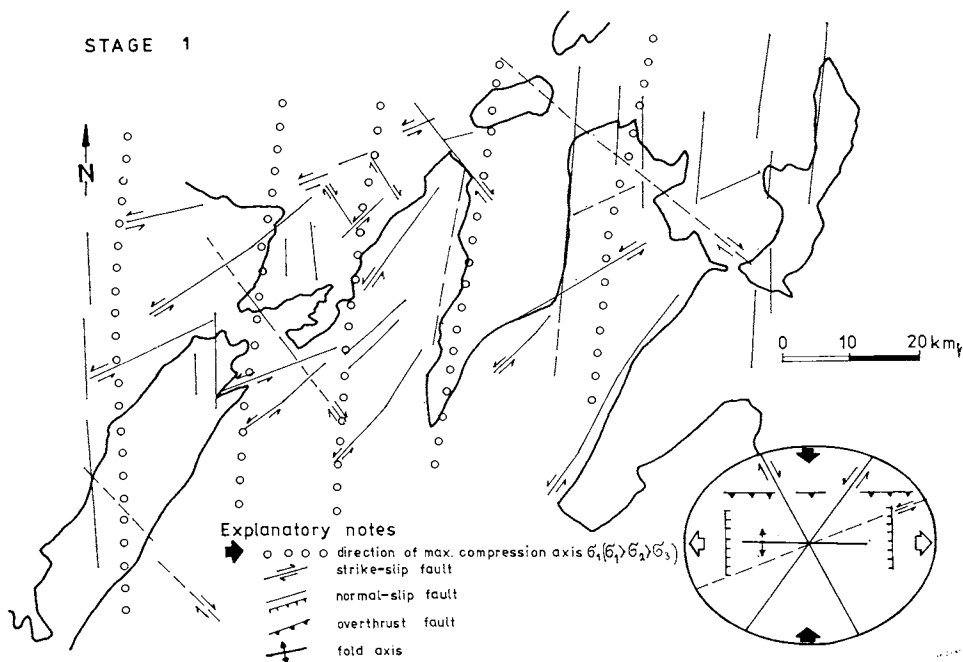 STAGE 1
N
0 10 20 km
Explanatory notes
direction of max. compression axis σ₁(σ₁>σ₂>σ₃)
strike-slip fault
normal-slip fault
overthrust fault
fold axis